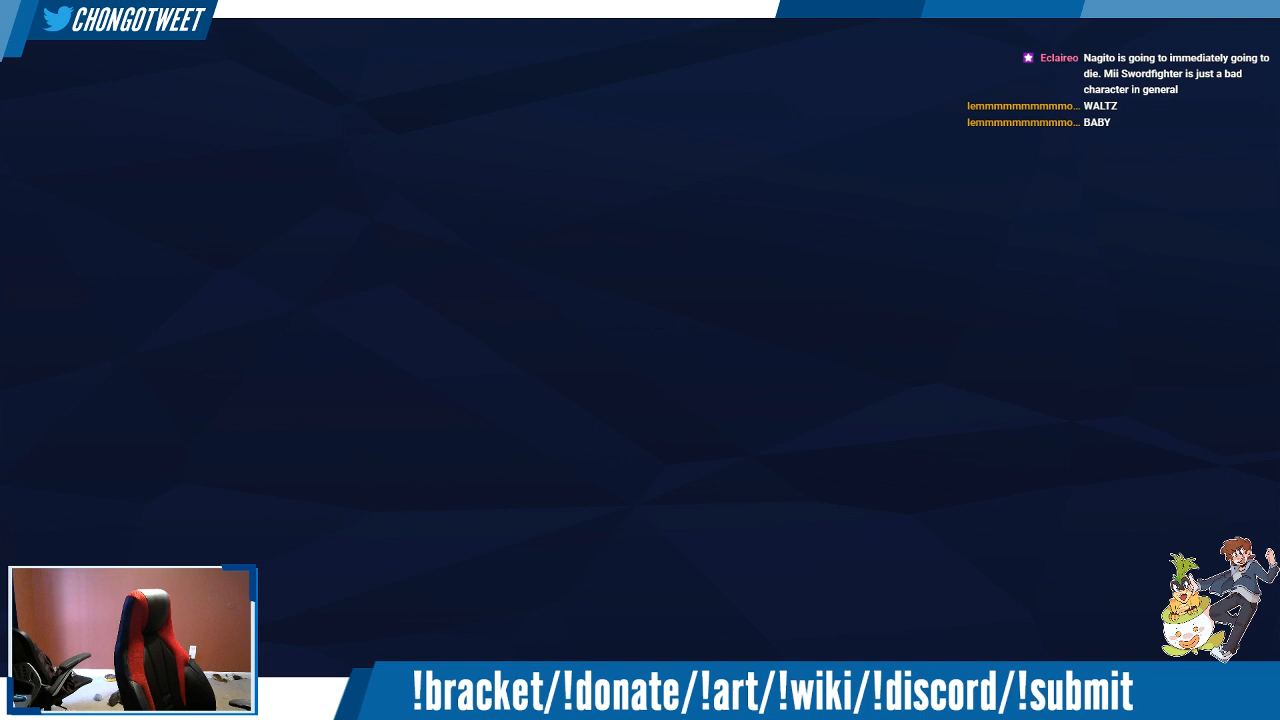 CHONGOTWEET
Eclaireo Nagito is going to immediately going to
die. Mii Swordfighter is just a bad
character in general
lemmmmmmmmmmo... WALTZ
lemmmmmmmmmmo... BABY
!bracket/!donate/!art/!wiki/!discord/!submit